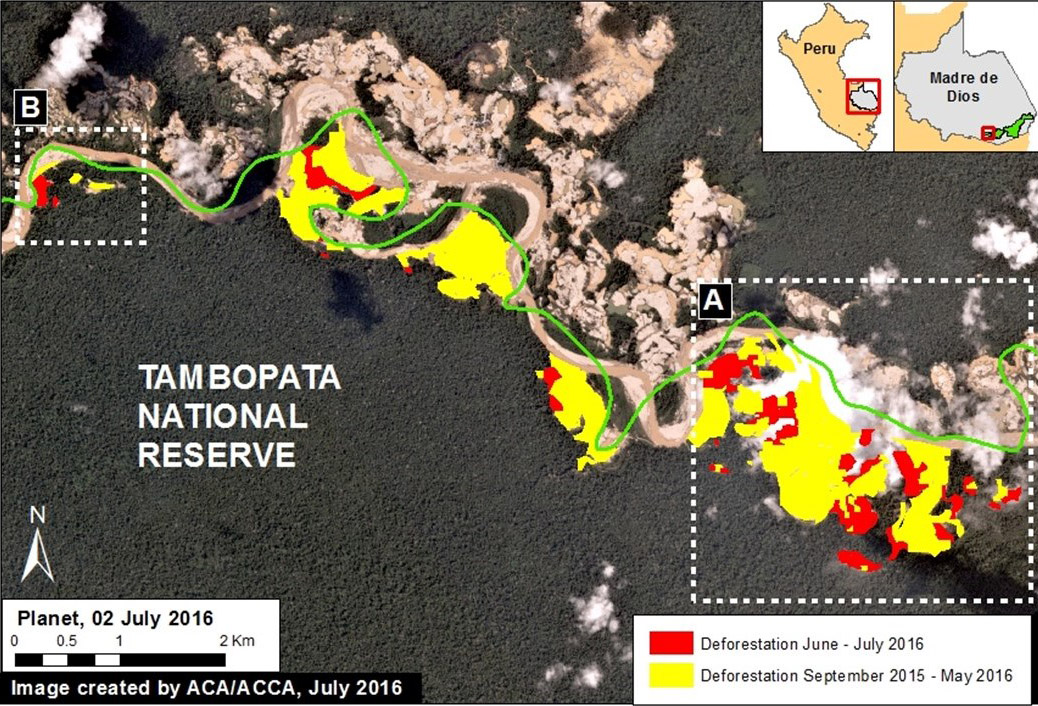 Peru
Madre de
Dios
B
A
TAMBOPATA
NATIONAL
RESERVE
N
Planet, 02 July 2016
0 0.5 1 2 Km
Image created by ACA/ACCA, July 2016
Deforestation June - July 2016
Deforestation September 2015 - May 2016